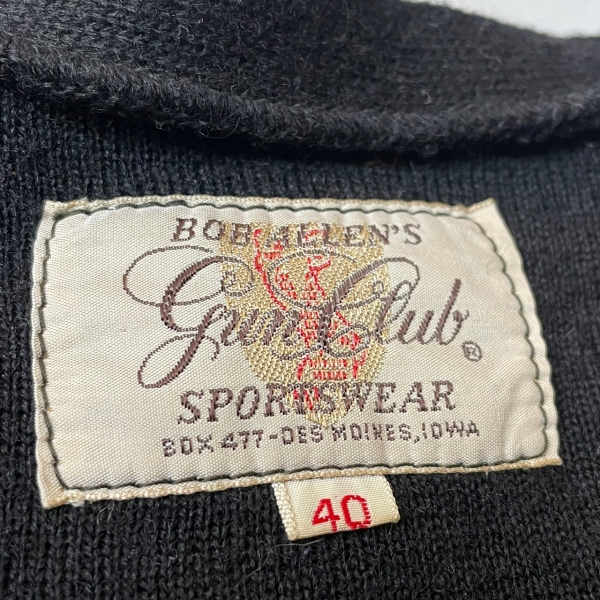 BOB ALLEN'S
Gun Club ®
SPORTSWEAR
BOX 477-DES MOINES, IOWA
40